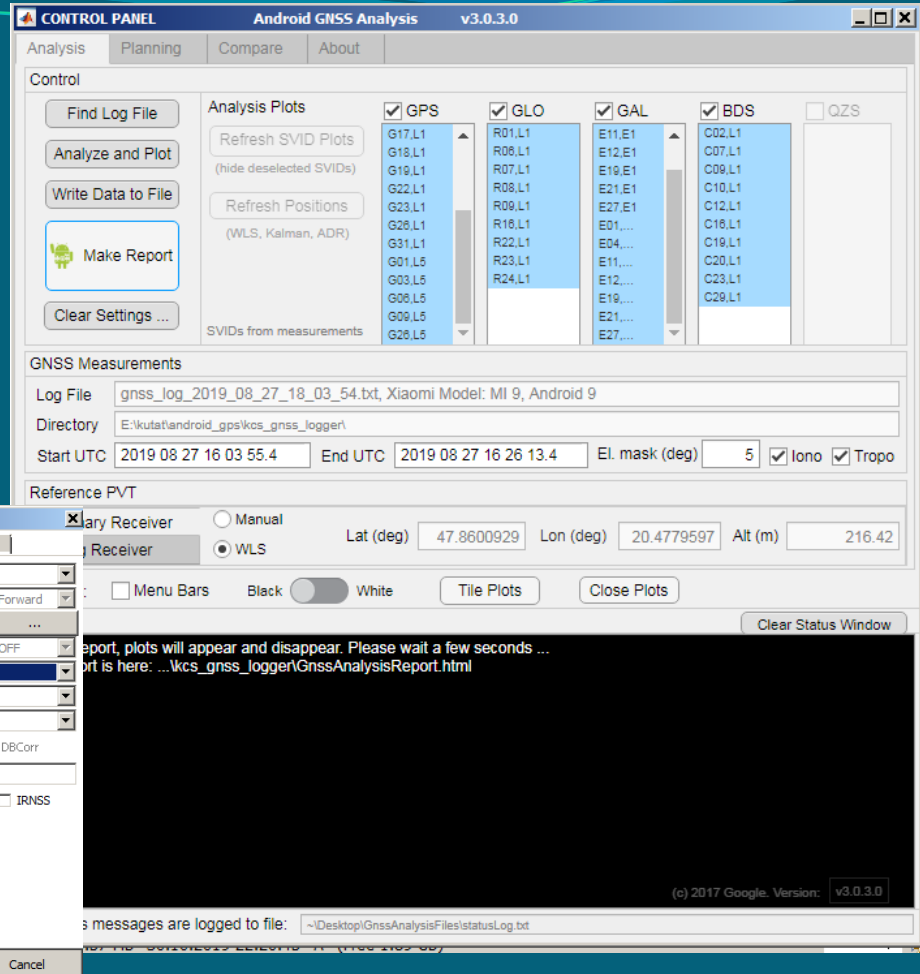 CONTROL PANEL Android GNSS Analysis v3.0.3.0
Analysis Planning Compare About
Control
Find Log File
Analyze and Plot
Write Data to File
Make Report
Clear Settings ...
Analysis Plots
Refresh SVID Plots
(hide deselected SVIDs)
Refresh Positions
(WLS, Kalman, ADR)
SVIDs from measurements
GPS
G17,L1
G18,L1
G19,L1
G22,L1
G23,L1
G26,L1
G31,L1
G01,L5
G03,L5
G06,L5
G09,L5
G26,L5
GLO
R01,L1
R06,L1
R07,L1
R08,L1
R09,L1
R16,L1
R22,L1
R23,L1
R24,L1
GAL
E11,E1
E12,E1
E19,E1
E21,E1
E27,E1
E01,...
E04,...
E11,...
E12,...
E19,...
E21,...
E27,...
BDS
C02,L1
C07,L1
C09,L1
C10,L1
C12,L1
C16,L1
C19,L1
C20,L1
C23,L1
C29,L1
QZS
GNSS Measurements
Log File gnss_log_2019_08_27_18_03_54.txt, Xiaomi Model: MI 9, Android 9
Directory E:\kutat\android_gps\kcs_gnss_logger\
Start UTC 2019 08 27 16 03 55.4 End UTC 2019 08 27 16 26 13.4 El. mask (deg) 5 Iono Tropo
Reference PVT
ary Receiver Manual
Receiver WLS
Lat (deg) 47.8600929 Lon (deg) 20.4779597 Alt (m) 216.42
Menu Bars Black White Tile Plots Close Plots
Clear Status Window
eport, plots will appear and disappear. Please wait a few seconds ...
rt is here: ...\kcs_gnss_logger\GnssAnalysisReport.html
(c) 2017 Google. Version: v3.0.3.0
s messages are logged to file: ~\Desktop\GnssAnalysisFiles\statusLog.txt
Forward
...
OFF
DBCorr
IRNSS
Cancel